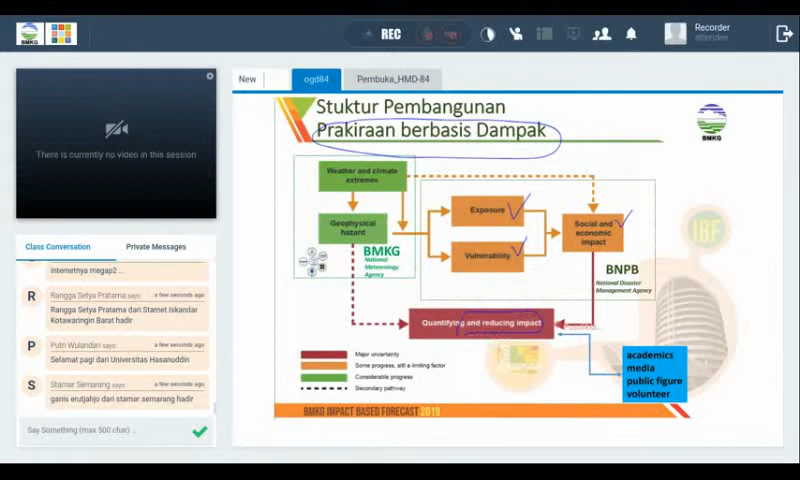 BMKG
REC
Recorder
attendee
New
ogd84
Pembuka_HMD-84
There is currently no video in this session
Class Conversation
Private Messages
internetnya megap2 ..
R
Rangga Setya Pratama says:
a few seconds ago
Rangga Setya Pratama dari Stamet Iskandar
Kotawaringin Barat hadir
P
Putri Wulandari says:
a few seconds ago
Selamat pagi dari Universitas Hasanuddin
S
Stamar Semarang says:
a few seconds ago
ganis erutjahjo dari stamar semarang hadir
Say Something (max 500 char) ..
Stuktur Pembangunan
Prakiraan berbasis Dampak
BMKG
Weather and climate
extremes
Geophysical
hazard
BMKG
National
Meteorology
Agency
Exposure
Vulnerability
Social and
economic
impact
BNPB
National Disaster
Management Agency
IBF
Quantifying and reducing impact
academics
media
public figure
volunteer
Major uncertainty
Some progress, still a limiting factor
Considerable progress
Secondary pathway
BMKG IMPACT BASED FORECAST 2019